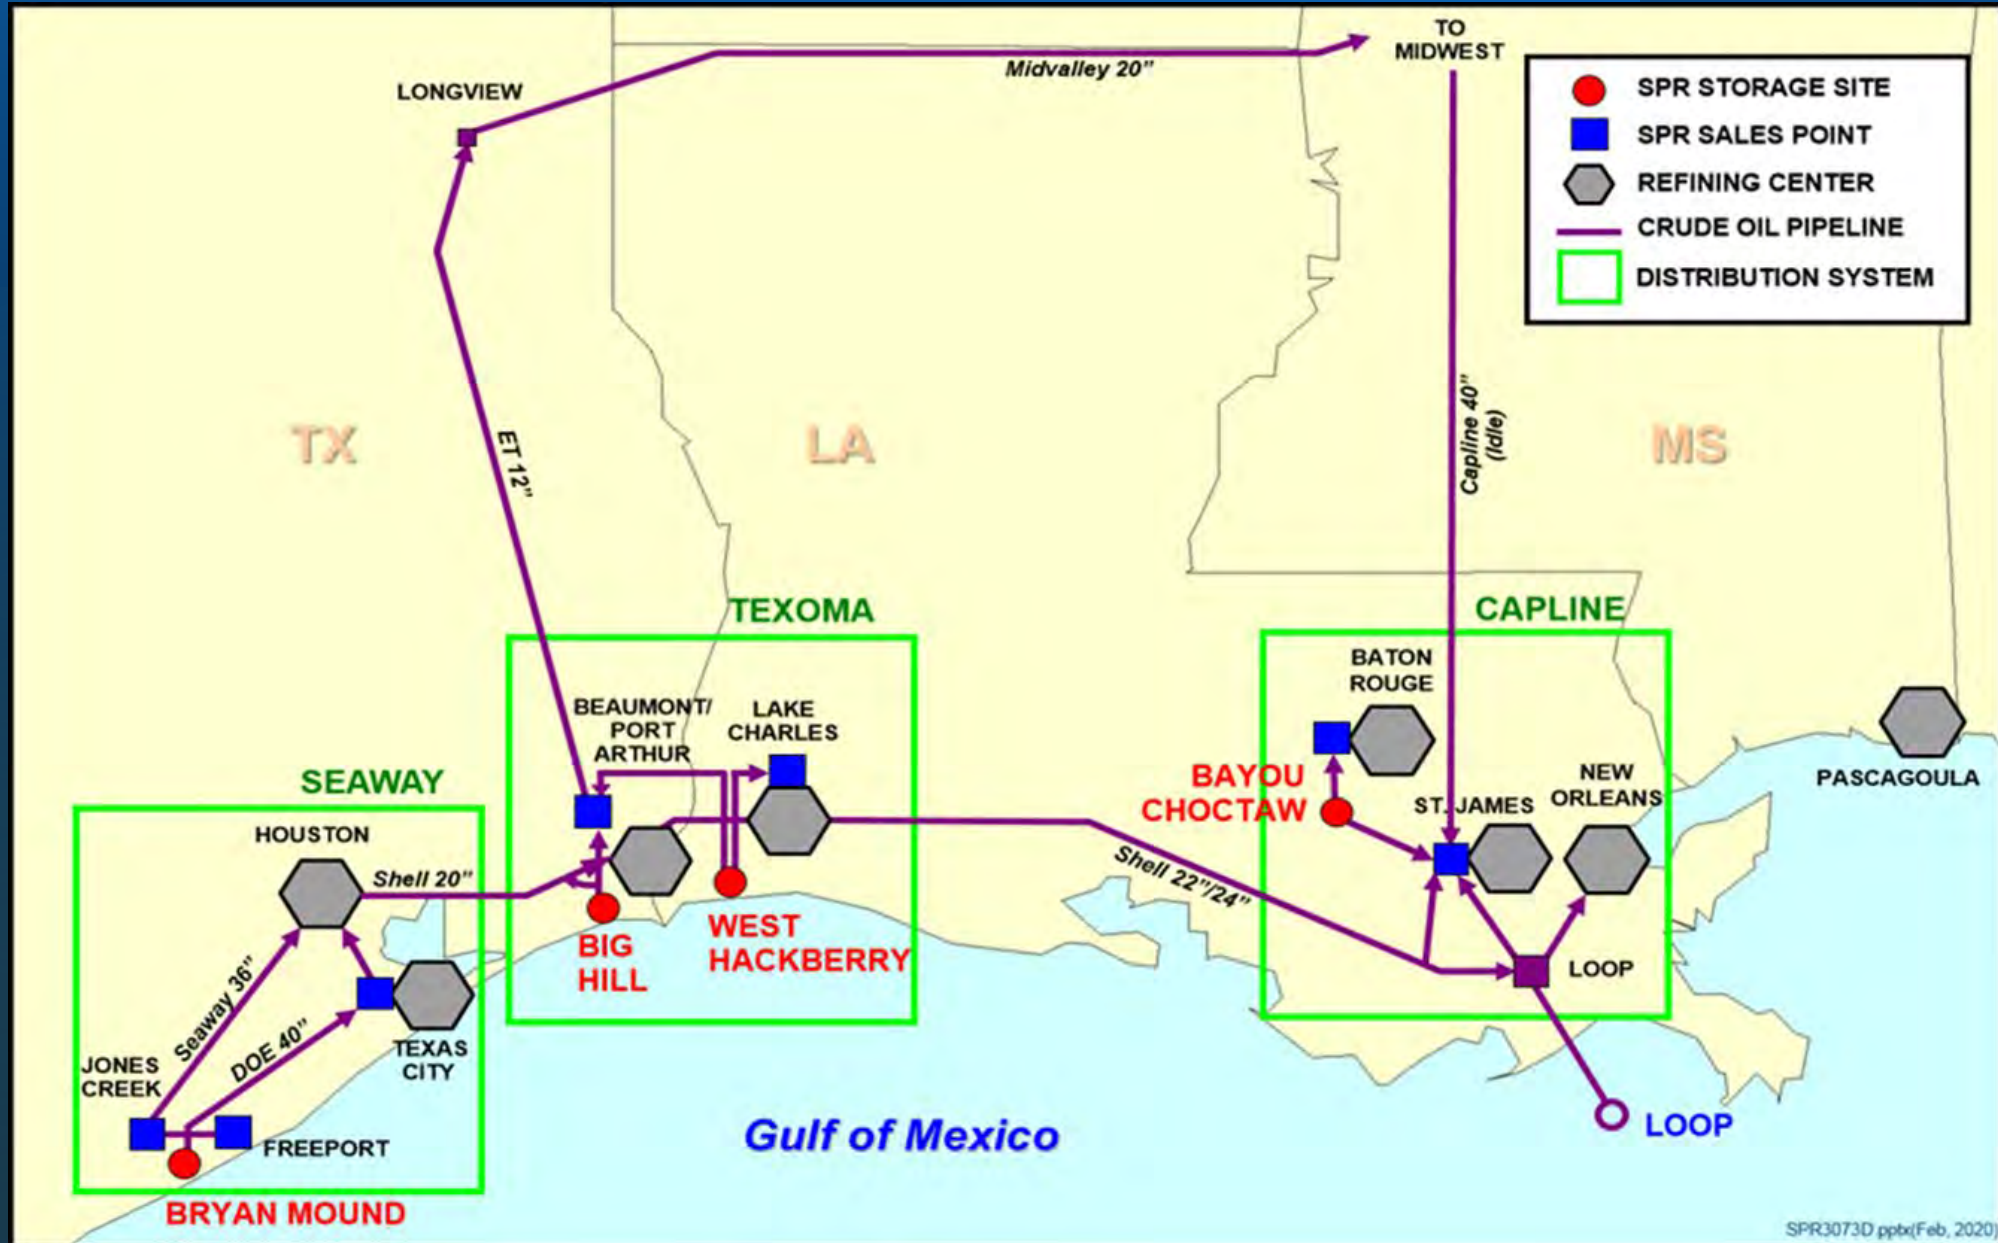 TO
MIDWEST
Midvalley 20"
LONGVIEW
SPR STORAGE SITE
SPR SALES POINT
REFINING CENTER
CRUDE OIL PIPELINE
DISTRIBUTION SYSTEM
TX
LA
MS
ET 12"
Capline 40"
(Idle)
TEXOMA
CAPLINE
BEAUMONT/
PORT
ARTHUR
LAKE
CHARLES
BATON
ROUGE
SEAWAY
HOUSTON
Shell 20"
BAYOU
CHOCTAW
ST. JAMES
NEW
ORLEANS
PASCAGOULA
Shell 22"/24"
BIG
HILL
WEST
HACKBERRY
LOOP
Seaway 36"
DOE 40"
TEXAS
CITY
JONES
CREEK
FREEPORT
Gulf of Mexico
LOOP
BRYAN MOUND
SPR3073D pptx(Feb, 2020)